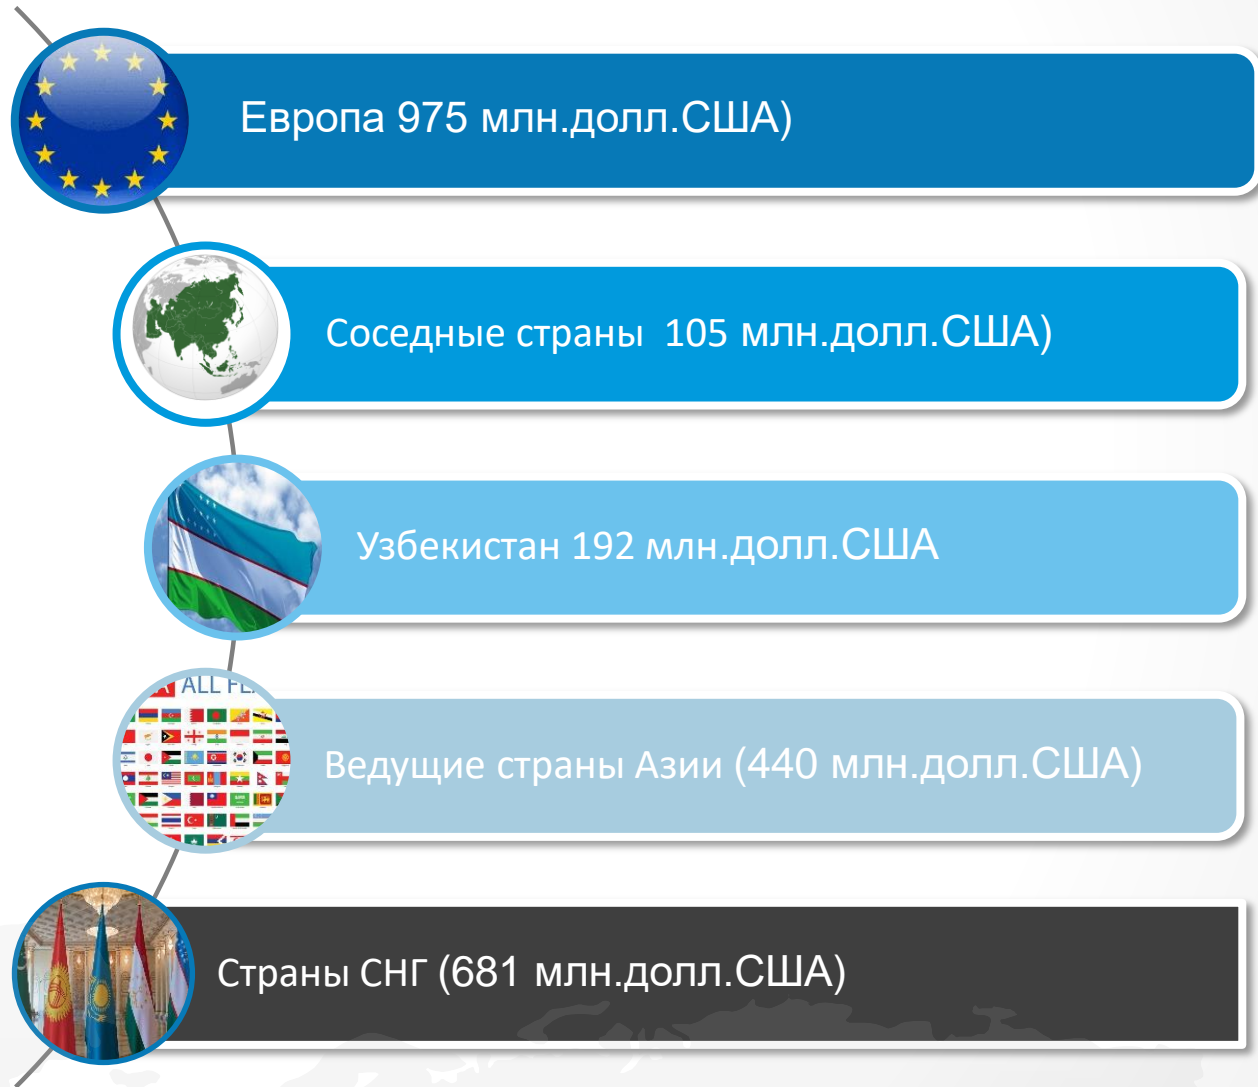 Европа 975 млн.долл.США)
Соседные страны  105 млн.долл.США)
Узбекистан 192 млн.долл.США
ALL
Ведущие страны Азии (440 млн.долл.США)
Страны СНГ (681 млн.долл.США)